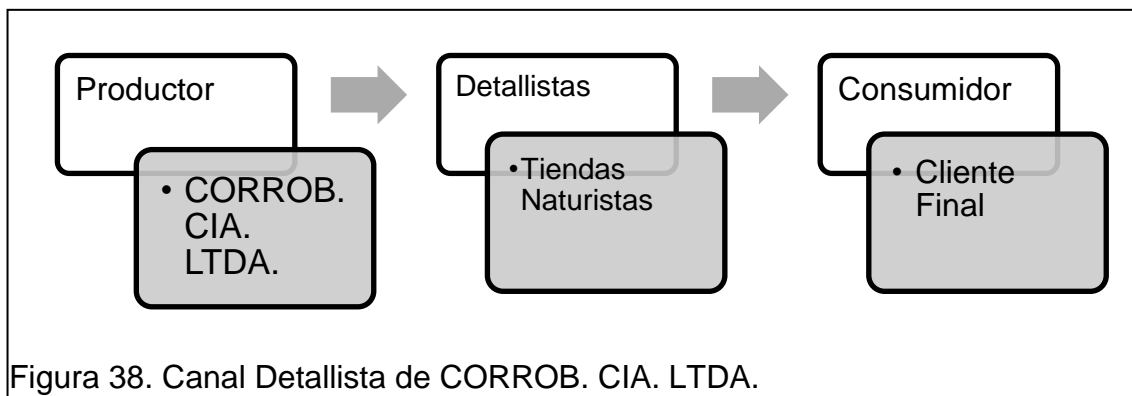 Productor
• CORROB.
CIA.
LTDA.
Detallistas
•Tiendas
Naturistas
Consumidor
• Cliente
Final
Figura 38. Canal Detallista de CORROB. CIA. LTDA.